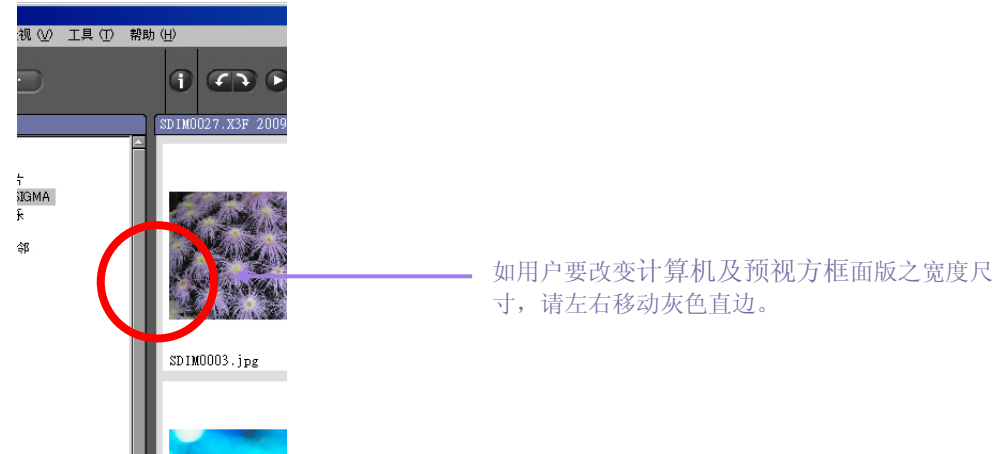 视 (V) 工具 (T) 帮助 (H)
SDIM0027.X3F 2009
SIGMA
乐
邻
SDIM0003.jpg
如用户要改变计算机及预视方框面版之宽度尺
寸，请左右移动灰色直边。